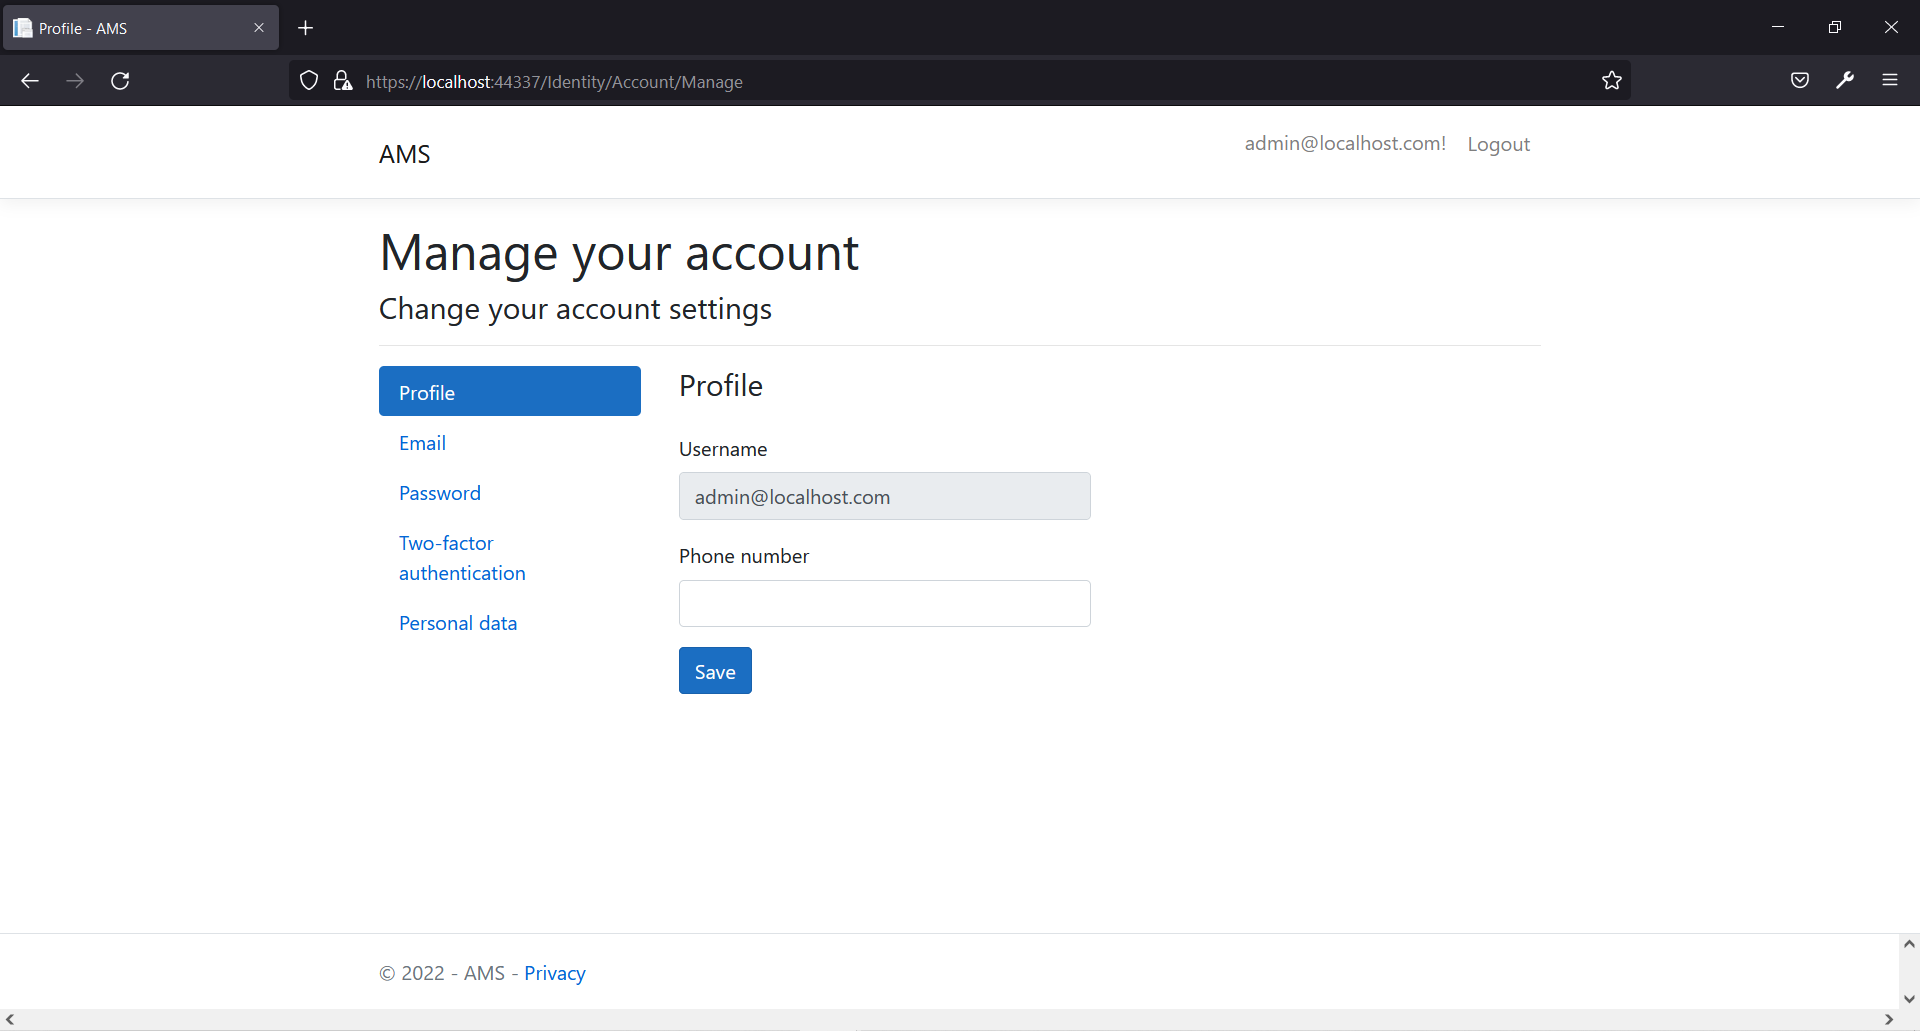 Profile - AMS
https://localhost:44337/Identity/Account/Manage
AMS
admin@localhost.com! Logout
Manage your account
Change your account settings
Profile
Email
Password
Two-factor
authentication
Personal data
Profile
Username
admin@localhost.com
Phone number
Save
© 2022 - AMS - Privacy